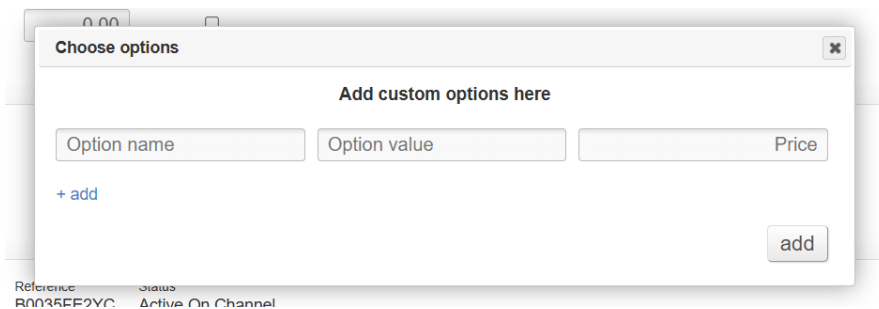 0.00
Choose options
Add custom options here
Option name Option value Price
+ add
add
Reference Status
B0035FE2YC Active On Channel